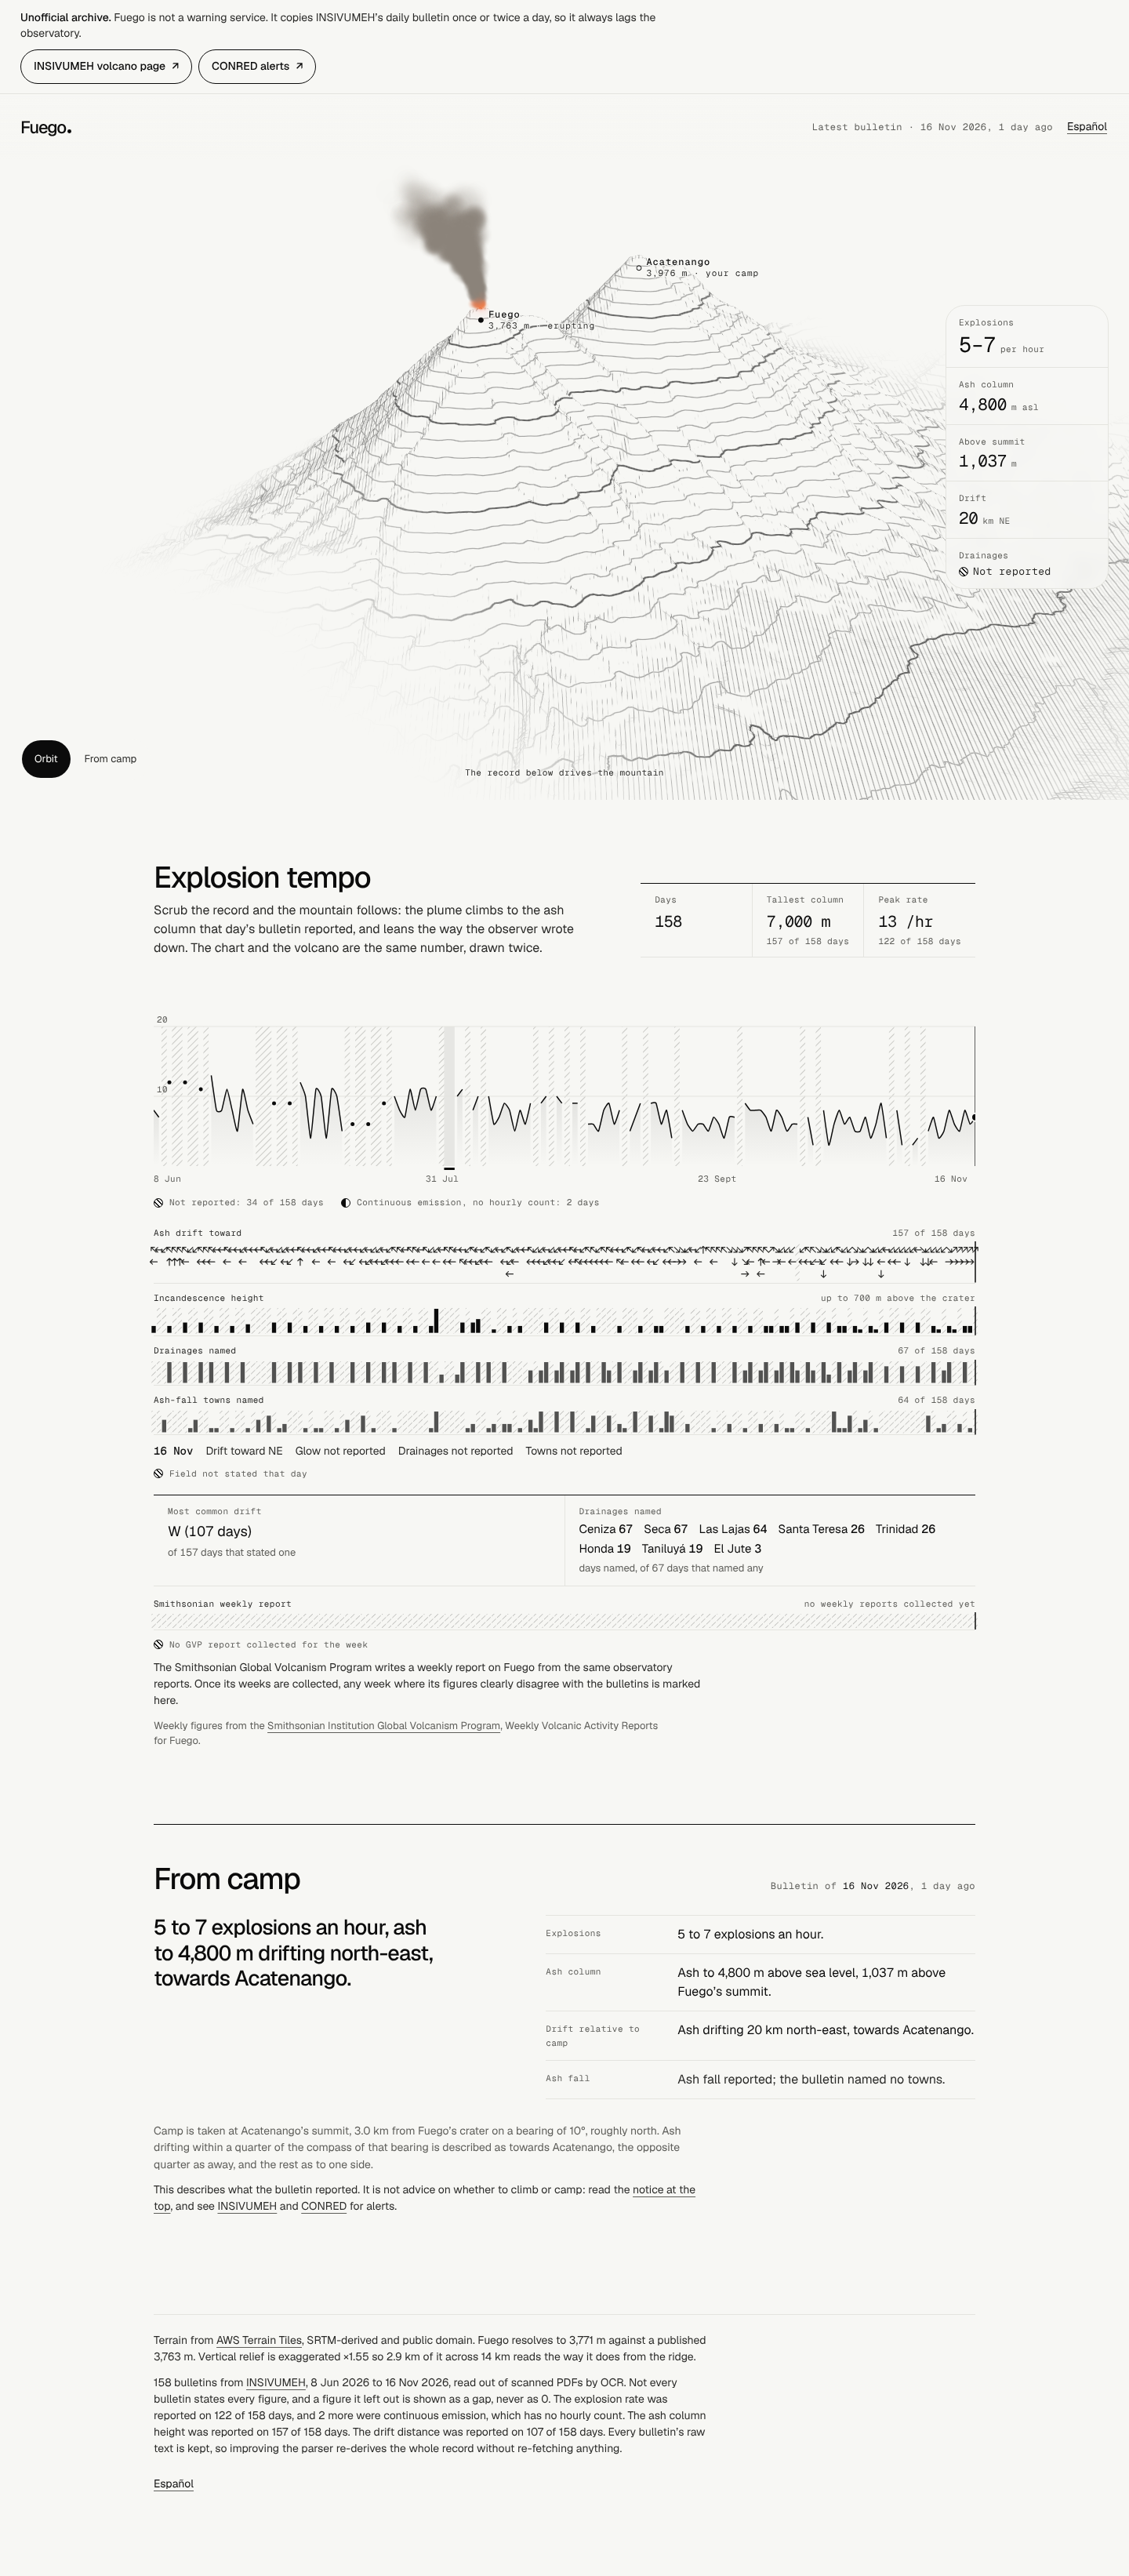 Unofficial archive. Fuego is not a warning service. It copies INSIVUMEH’s daily bulletin once or twice a day, so it always lags the
observatory.
INSIVUMEH volcano page ↗ CONRED alerts ↗
Fuego.
Latest bulletin · 16 Nov 2026, 1 day ago Español
Acatenango
3,976 m · your camp
Fuego
3,763 m · erupting
Explosions
5–7 per hour
Ash column
4,800 m asl
Above summit
1,037 m
Drift
20 km NE
Drainages
Not reported
Orbit From camp
The record below drives the mountain
Explosion tempo
Scrub the record and the mountain follows: the plume climbs to the ash
column that day's bulletin reported, and leans the way the observer wrote
down. The chart and the volcano are the same number, drawn twice.
Days
158
Tallest column
7,000 m
157 of 158 days
Peak rate
13 /hr
122 of 158 days
20
10
8 Jun 31 Jul 23 Sept 16 Nov
Not reported: 34 of 158 days Continuous emission, no hourly count: 2 days
Ash drift toward 157 of 158 days
Incandescence height up to 700 m above the crater
Drainages named 67 of 158 days
Ash-fall towns named 64 of 158 days
16 Nov Drift toward NE Glow not reported Drainages not reported Towns not reported
Field not stated that day
Most common drift
W (107 days)
of 157 days that stated one
Drainages named
Ceniza 67 Seca 67 Las Lajas 64 Santa Teresa 26 Trinidad 26
Honda 19 Taniluyá 19 El Jute 3
days named, of 67 days that named any
Smithsonian weekly report no weekly reports collected yet
No GVP report collected for the week
The Smithsonian Global Volcanism Program writes a weekly report on Fuego from the same observatory
reports. Once its weeks are collected, any week where its figures clearly disagree with the bulletins is marked
here.
Weekly figures from the Smithsonian Institution Global Volcanism Program, Weekly Volcanic Activity Reports
for Fuego.
From camp
Bulletin of 16 Nov 2026, 1 day ago
5 to 7 explosions an hour, ash
to 4,800 m drifting north-east,
towards Acatenango.
Explosions 5 to 7 explosions an hour.
Ash column Ash to 4,800 m above sea level, 1,037 m above
Fuego’s summit.
Drift relative to Ash drifting 20 km north-east, towards Acatenango.
camp
Ash fall Ash fall reported; the bulletin named no towns.
Camp is taken at Acatenango’s summit, 3.0 km from Fuego’s crater on a bearing of 10°, roughly north. Ash
drifting within a quarter of the compass of that bearing is described as towards Acatenango, the opposite
quarter as away, and the rest as to one side.
This describes what the bulletin reported. It is not advice on whether to climb or camp: read the notice at the
top, and see INSIVUMEH and CONRED for alerts.
Terrain from AWS Terrain Tiles, SRTM-derived and public domain. Fuego resolves to 3,771 m against a published
3,763 m. Vertical relief is exaggerated ×1.55 so 2.9 km of it across 14 km reads the way it does from the ridge.
158 bulletins from INSIVUMEH, 8 Jun 2026 to 16 Nov 2026, read out of scanned PDFs by OCR. Not every
bulletin states every figure, and a figure it left out is shown as a gap, never as 0. The explosion rate was
reported on 122 of 158 days, and 2 more were continuous emission, which has no hourly count. The ash column
height was reported on 157 of 158 days. The drift distance was reported on 107 of 158 days. Every bulletin’s raw
text is kept, so improving the parser re-derives the whole record without re-fetching anything.
Español